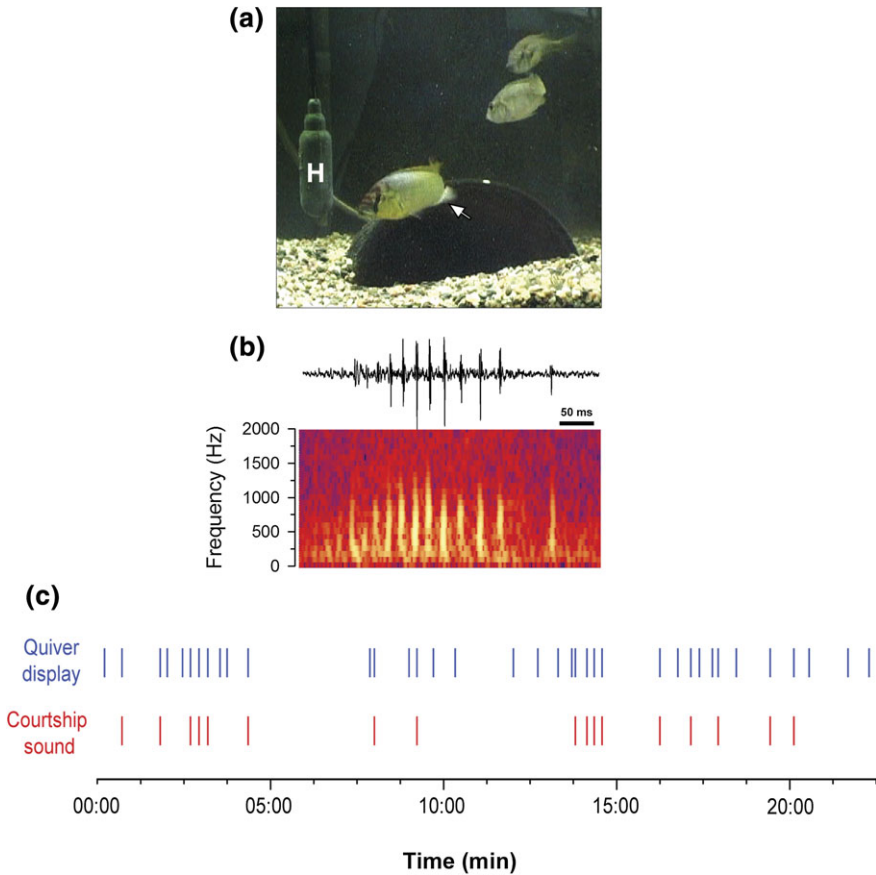 (a)
H
(b)
50 ms
2000
1500
1000
500
0
Frequency (Hz)
(c)
Quiver
display
Courtship
sound
00:00 05:00 10:00 15:00 20:00
Time (min)